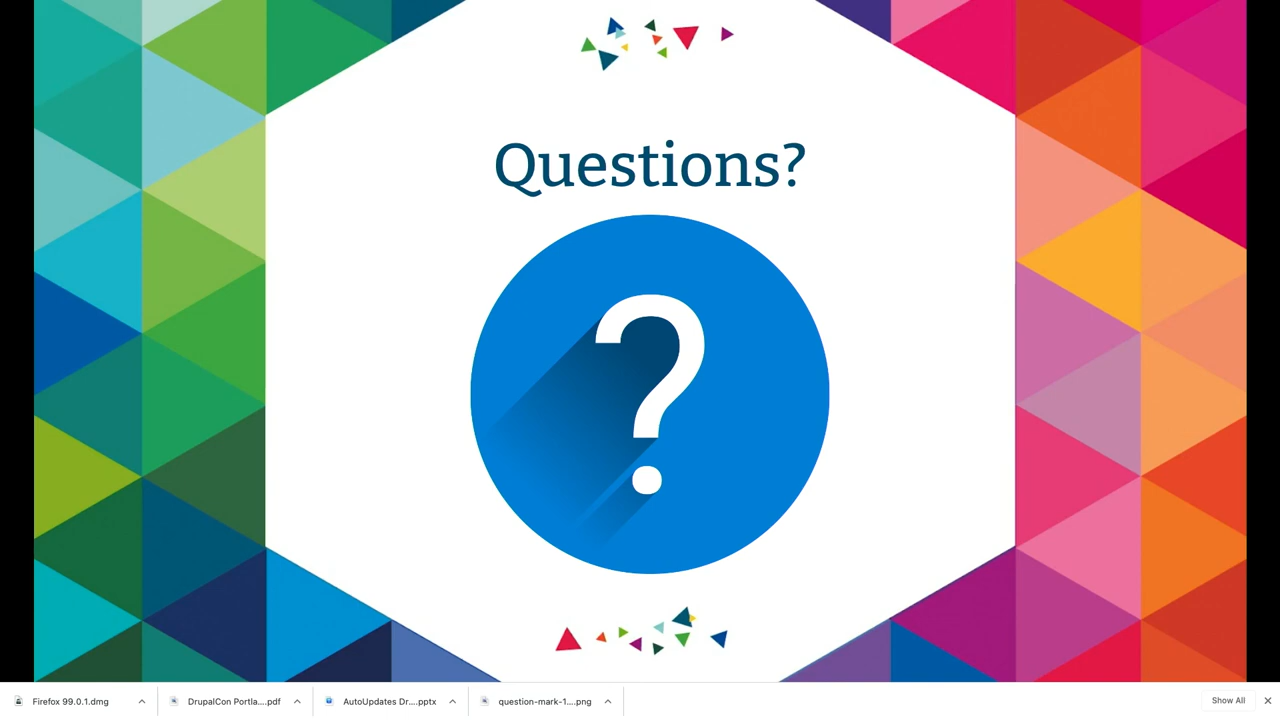 Questions?
?
Firefox 99.0.1.dmg
DrupalCon Portla....pdf
AutoUpdates Dr....pptx
question-mark-1....png
Show All